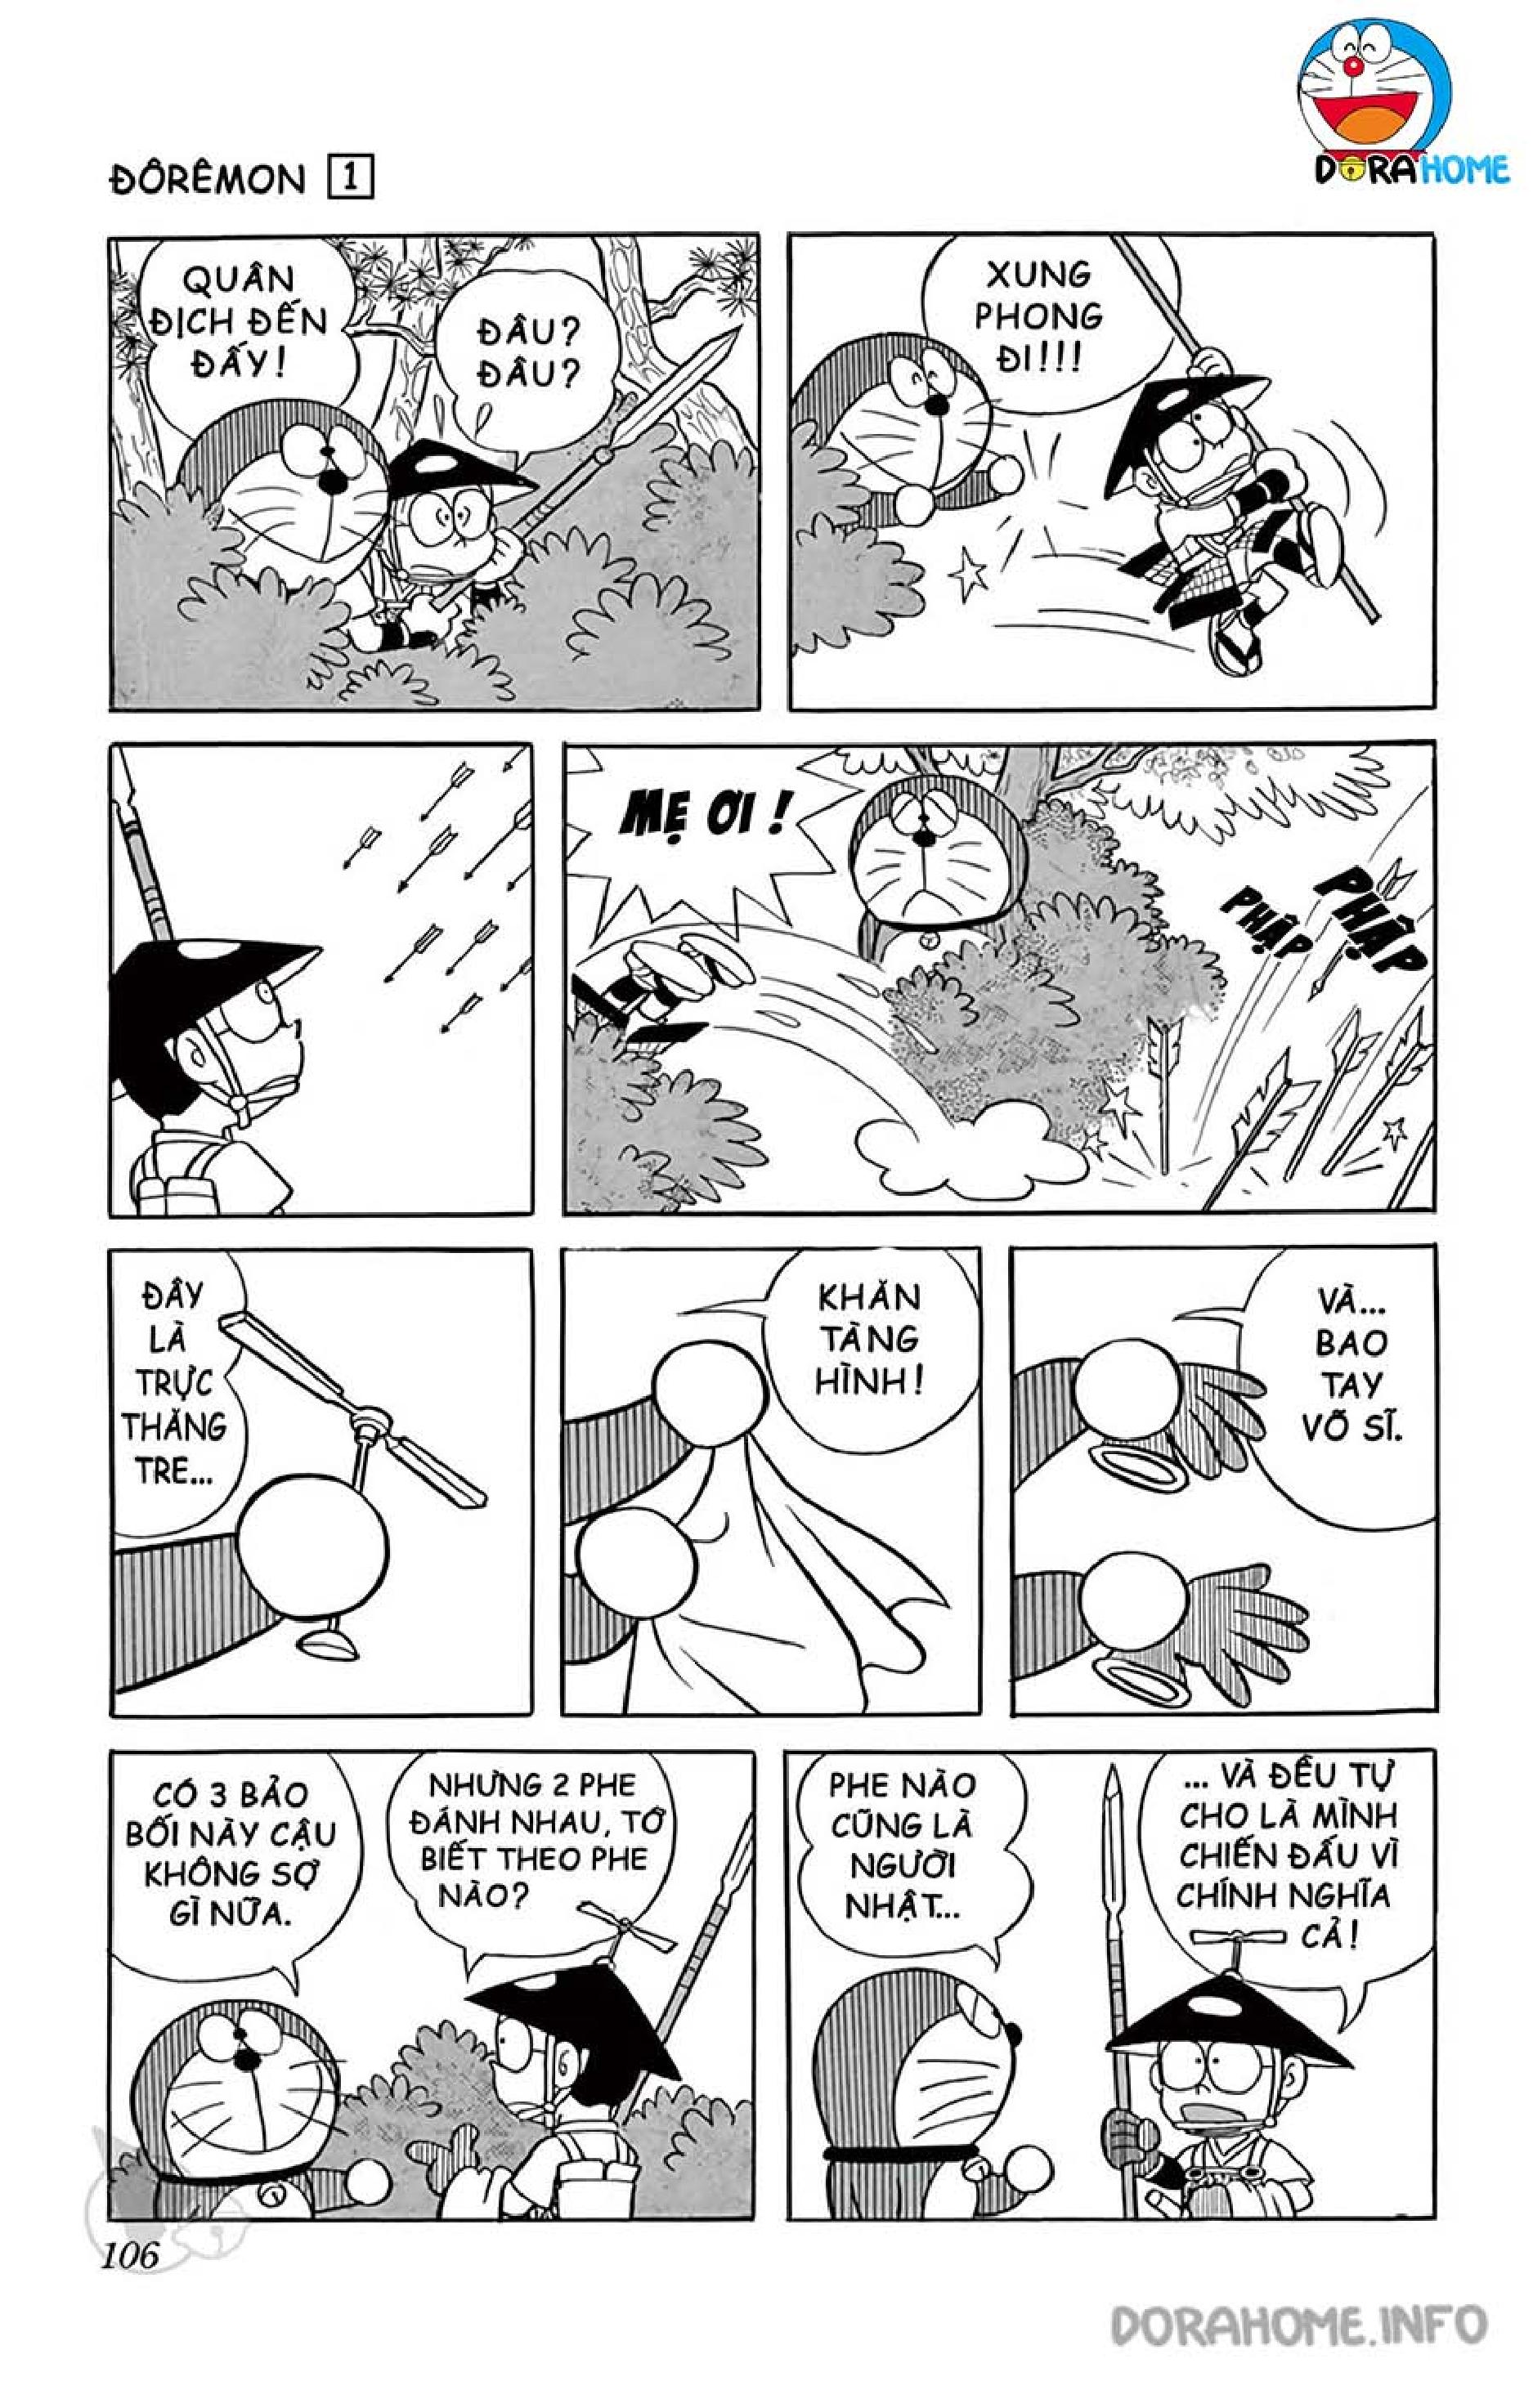 DORAHOME
ĐÔRÊMON 1
QUÂN
ĐỊCH ĐẾN
ĐẤY!
ĐÂU?
ĐÂU?
XUNG
PHONG
ĐI!!!
MẸ ƠI!
PHẬP
PHẬP
ĐÂY
LÀ
TRỰC
THĂNG
TRE...
KHĂN
TÀNG
HÌNH!
VÀ...
BAO
TAY
VÕ SĨ.
CÓ 3 BẢO
BỐI NÀY CẬU
KHÔNG SỢ
GÌ NỮA.
NHƯNG 2 PHE
ĐÁNH NHAU, TỚ
BIẾT THEO PHE
NÀO?
PHE NÀO
CŨNG LÀ
NGƯỜI
NHẬT...
... VÀ ĐỀU TỰ
CHO LÀ MÌNH
CHIẾN ĐẤU VÌ
CHÍNH NGHĨA
CẢ!
106
DORAHOME.INFO